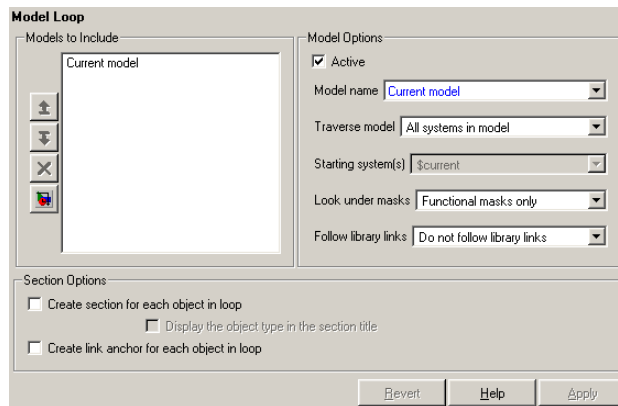 Model Loop
Models to Include
Current model
Model Options
Active
Model name Current model
Traverse model All systems in model
Starting system(s) $current
Look under masks Functional masks only
Follow library links Do not follow library links
Section Options
Create section for each object in loop
Display the object type in the section title
Create link anchor for each object in loop
Revert Help Apply